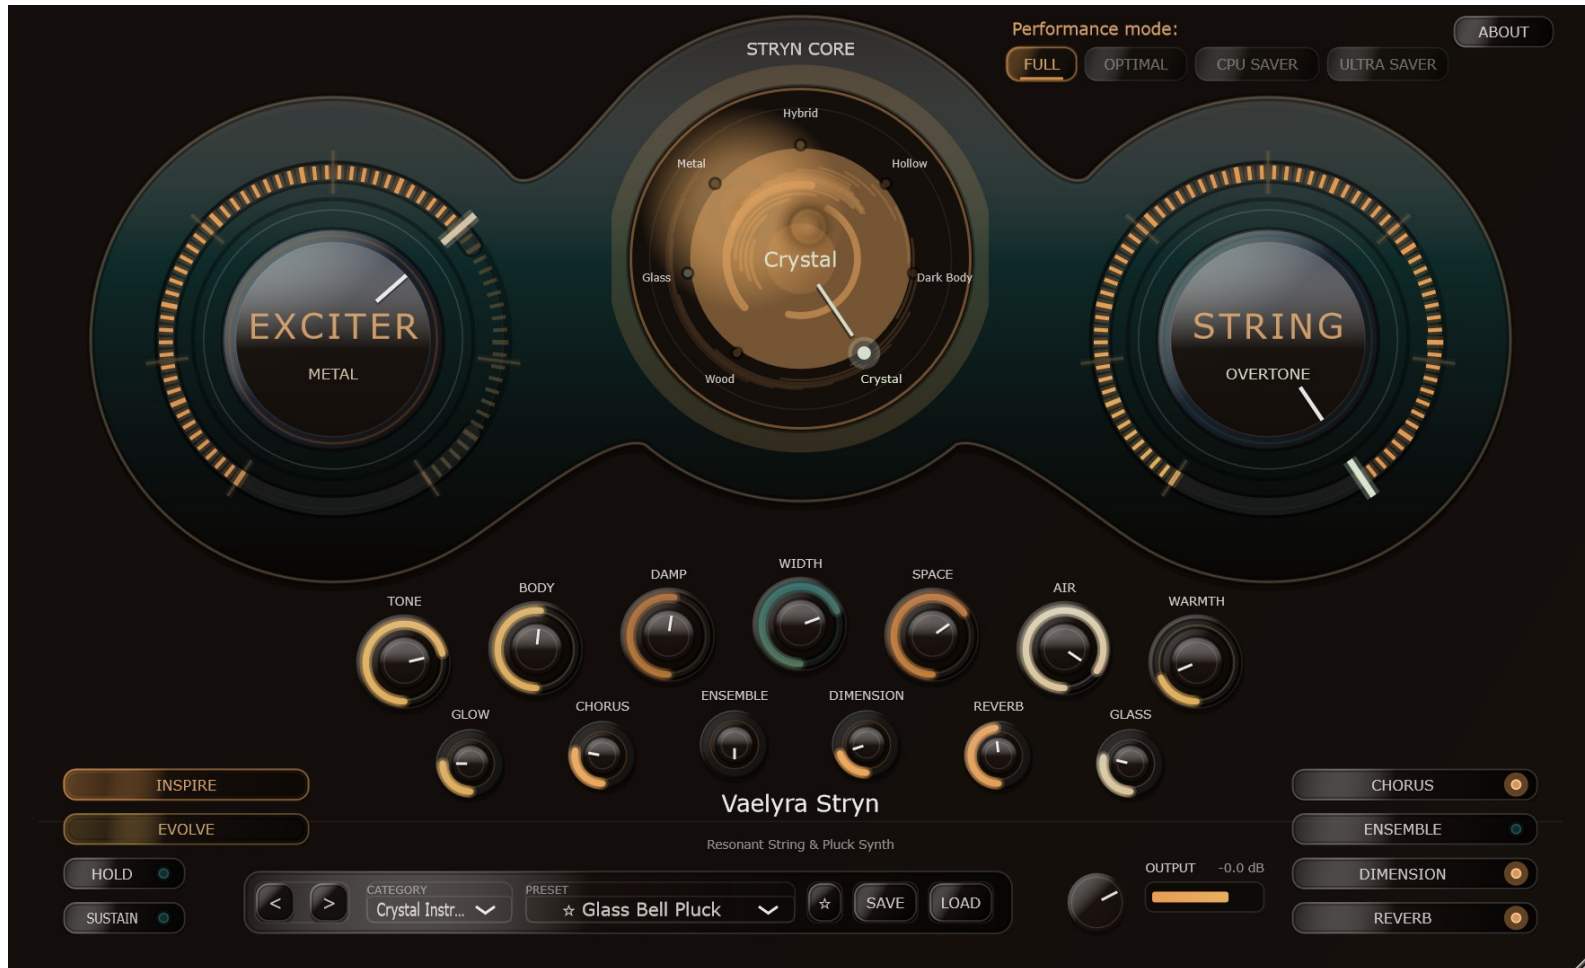 STRYN CORE
Performance mode:
ABOUT
FULL
OPTIMAL
CPU SAVER
ULTRA SAVER
Hybrid
Metal
Hollow
Crystal
Glass
Dark Body
Wood
Crystal
EXCITER
METAL
STRING
OVERTONE
WIDTH
DAMP
SPACE
BODY
AIR
TONE
WARMTH
ENSEMBLE
DIMENSION
CHORUS
REVERB
GLOW
GLASS
Vaelyra Stryn
Resonant String & Pluck Synth
INSPIRE
EVOLVE
HOLD
SUSTAIN
<
>
CATEGORY
Crystal Instr...
PRESET
☆ Glass Bell Pluck
☆
SAVE
LOAD
OUTPUT -0.0 dB
CHORUS
ENSEMBLE
DIMENSION
REVERB